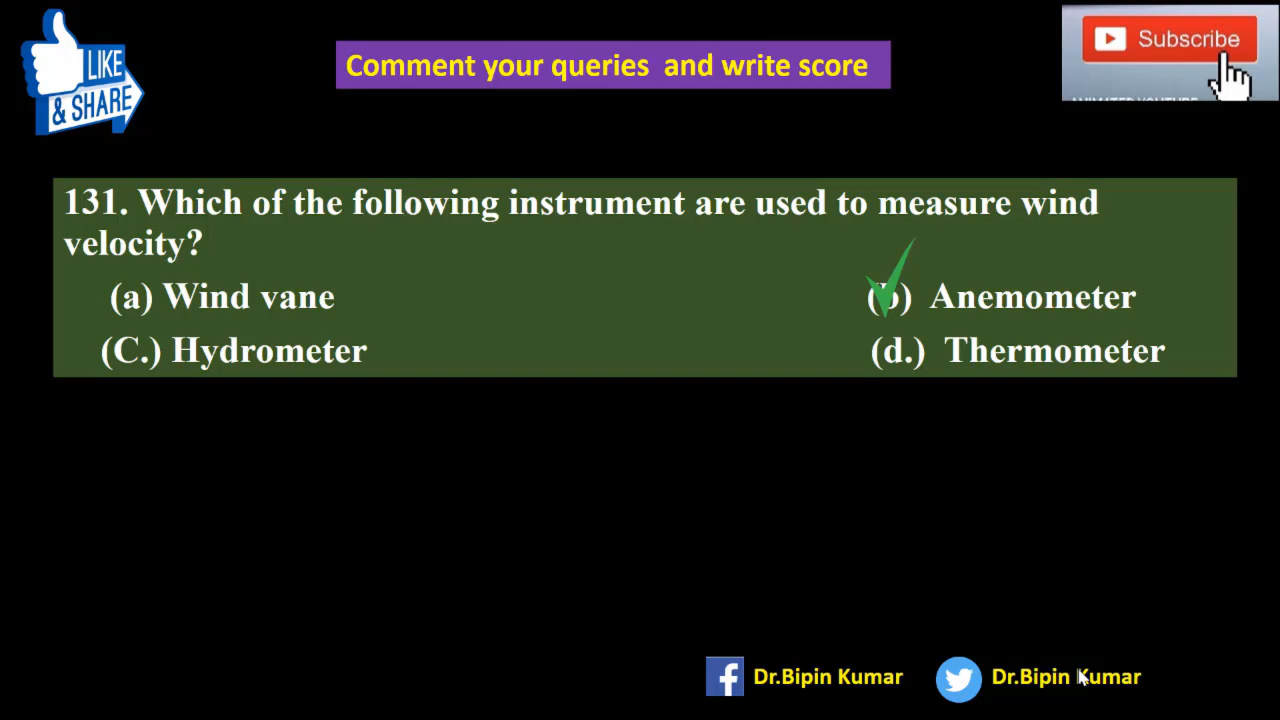 LIKE
& SHARE
Comment your queries and write score
Subscribe
131. Which of the following instrument are used to measure wind
velocity?
(a) Wind vane
(b) Anemometer
(C.) Hydrometer
(d.) Thermometer
Dr.Bipin Kumar
Dr.Bipin Kumar